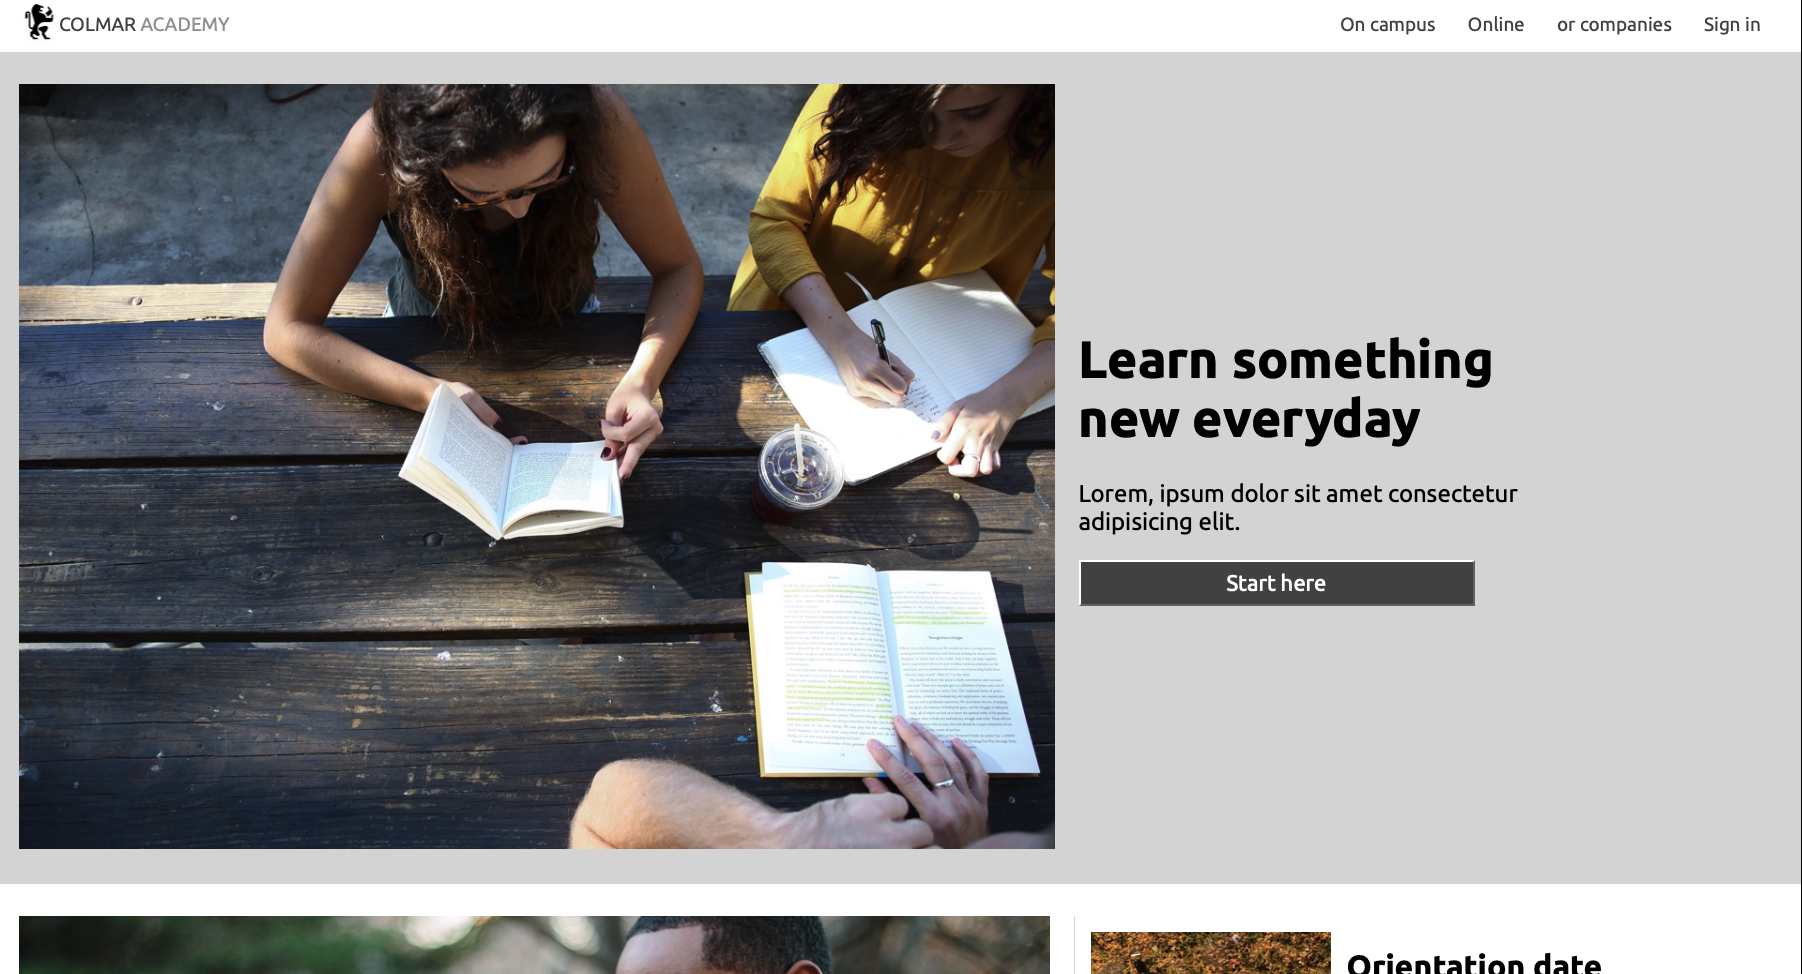 COLMAR ACADEMY
On campus
Online
or companies
Sign in
Learn something
new everyday
Lorem, ipsum dolor sit amet consectetur
adipisicing elit.
Start here
Orientation date